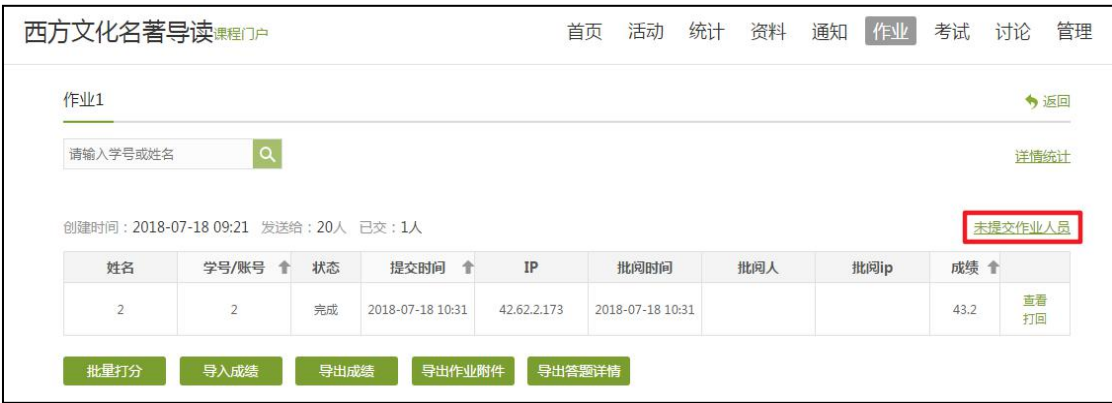 西方文化名著导读 课程门户 首页 活动 统计 资料 通知 作业 考试 讨论 管理
作业1 返回
请输入学号或姓名 详情统计
创建时间：2018-07-18 09:21 发送给：20人 已交：1人 未提交作业人员
姓名 学号/账号 状态 提交时间 IP 批阅时间 批阅人 批阅ip 成绩
2 2 完成 2018-07-18 10:31 42.62.2.173 2018-07-18 10:31 43.2 查看
打回
批量打分 导入成绩 导出成绩 导出作业附件 导出答题详情